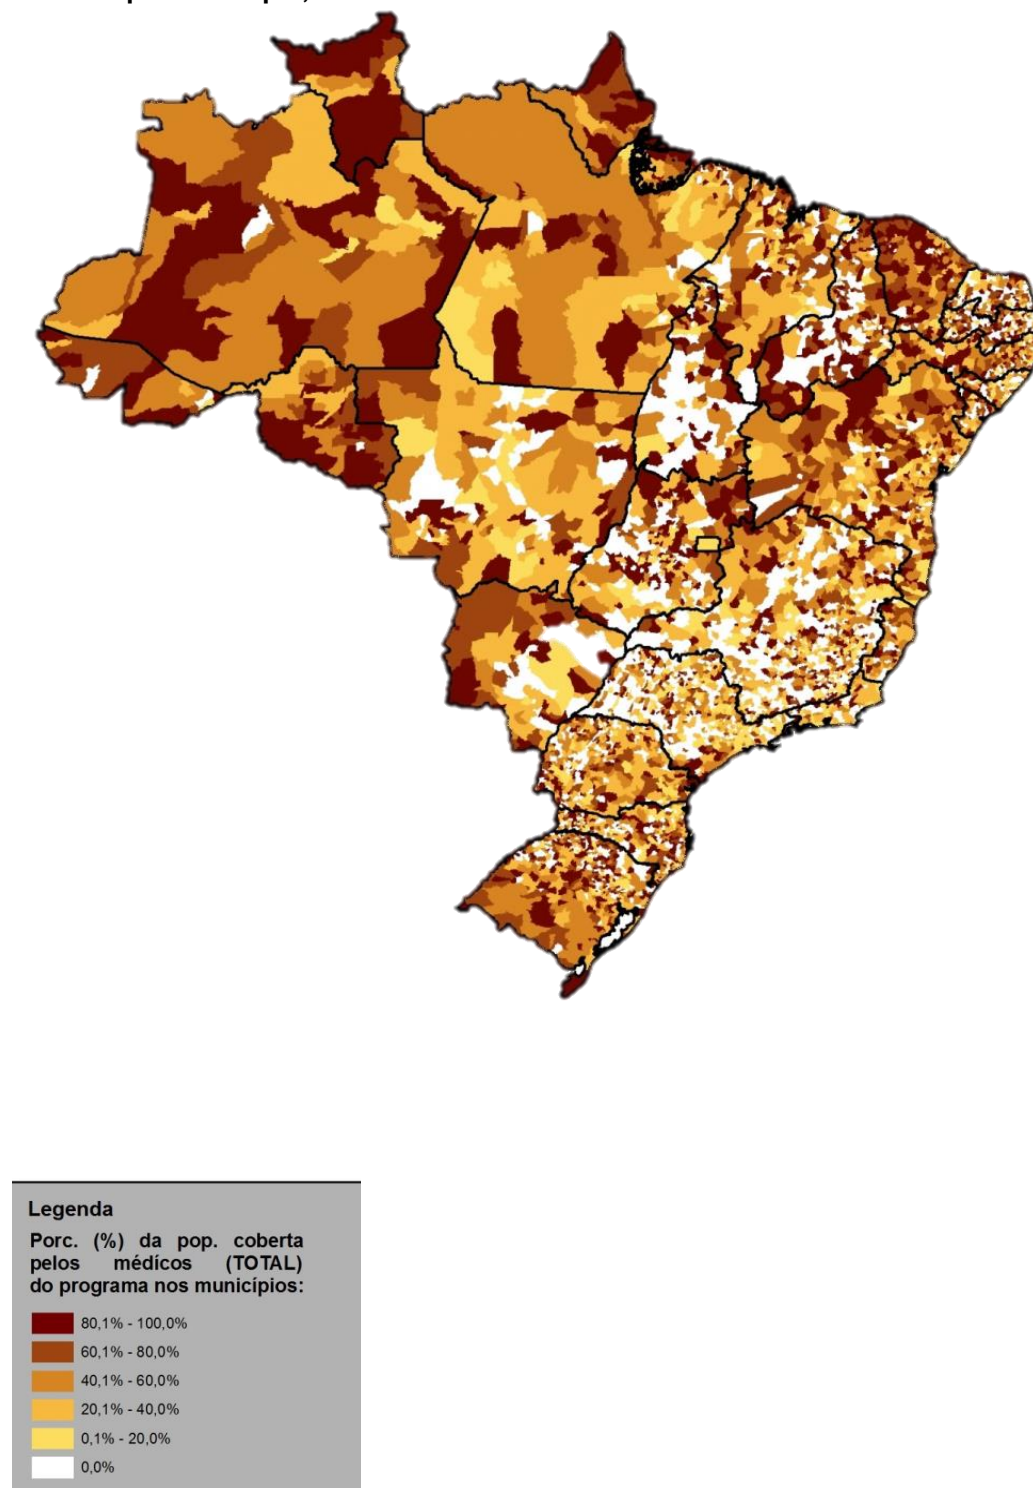 Legenda
Porc. (%) da pop. coberta
pelos médicos (TOTAL)
do programa nos municípios:
80,1% - 100,0%
60,1% - 80,0%
40,1% - 60,0%
20,1% - 40,0%
0,1% - 20,0%
0,0%